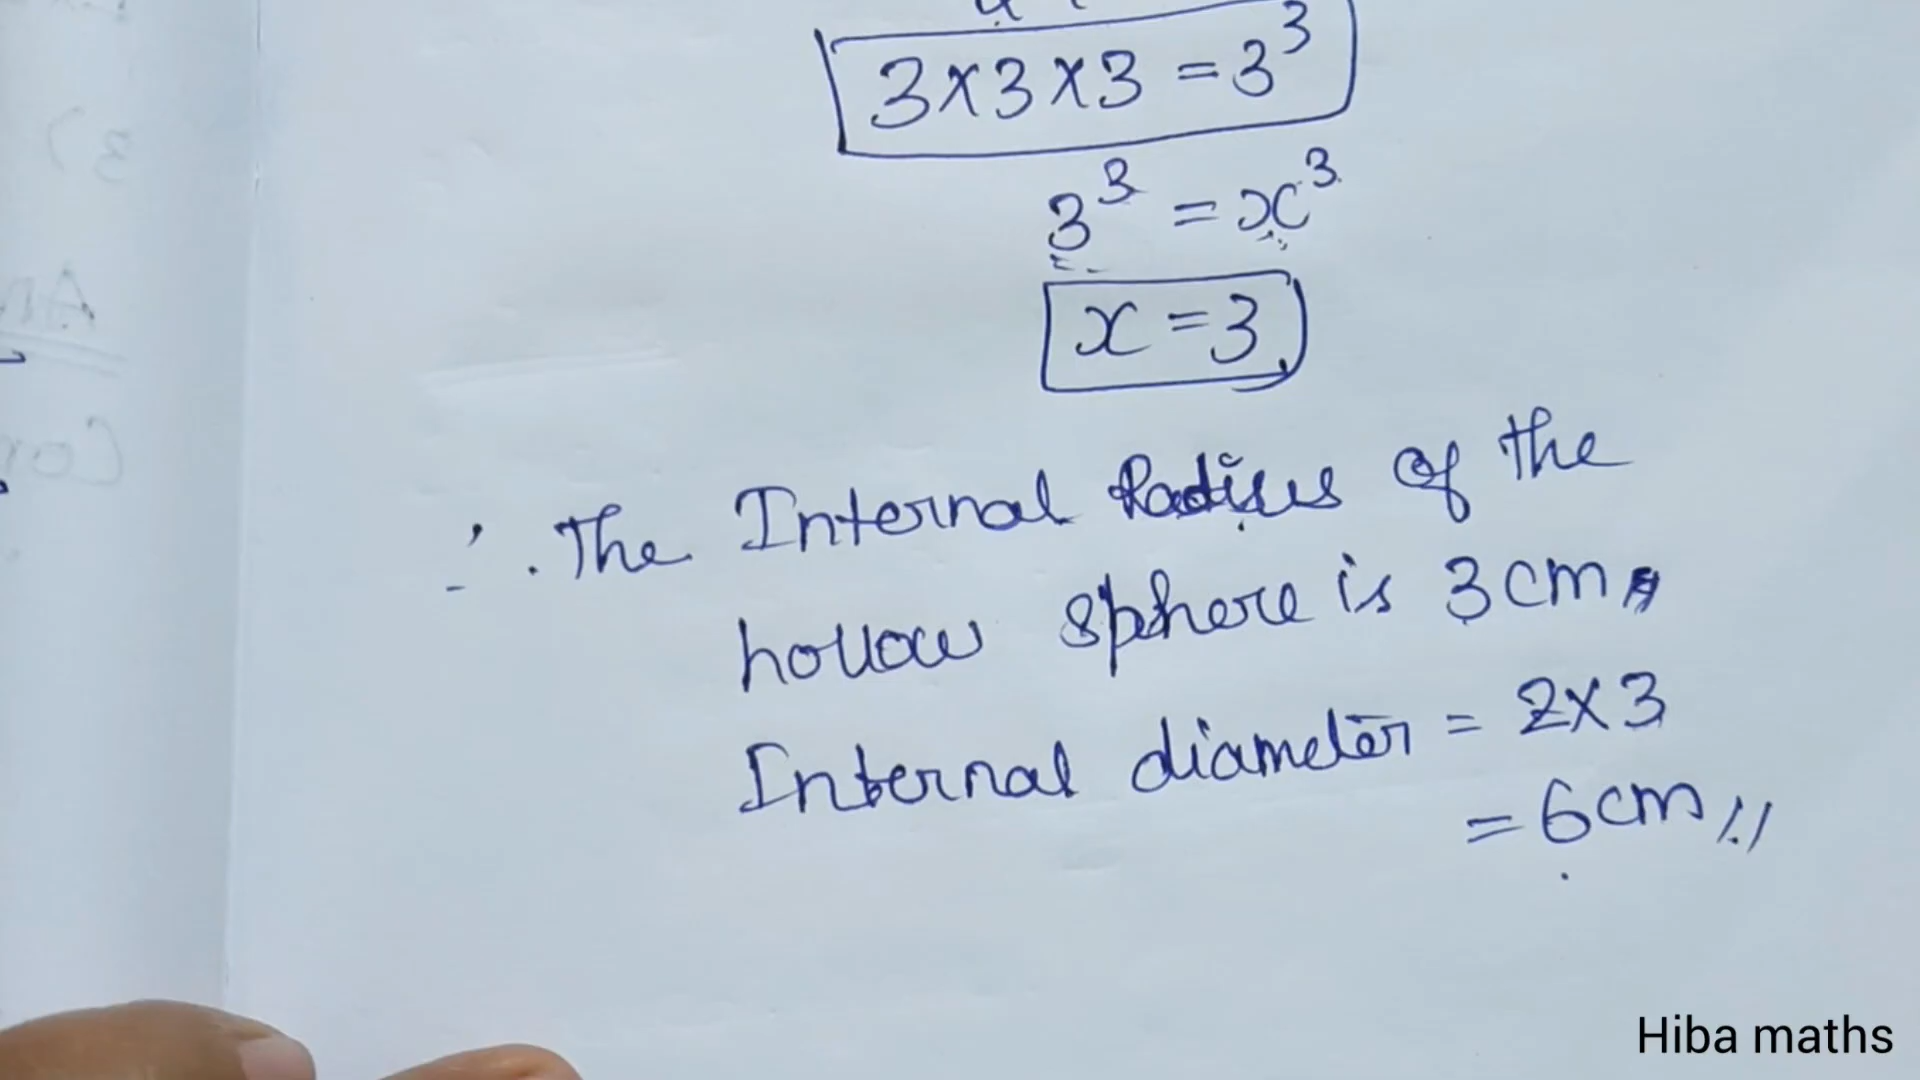 3×3×3 = 3³
3³ = x³
x = 3
∴ The Internal Radius of the
hollow sphere is 3cm
Internal diameter = 2×3
= 6cm //
Hiba maths